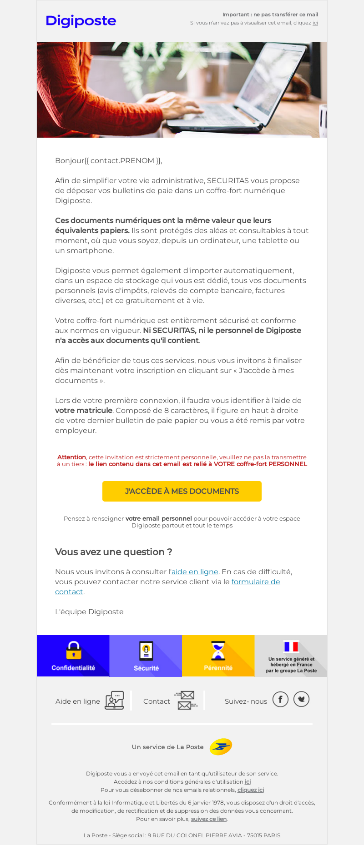 Digiposte
Important : ne pas transférer ce mail
Si vous n'arrivez pas à visualiser cet email, cliquez ici
Bonjour{{ contact.PRENOM }},
Afin de simplifier votre vie administrative, SECURITAS vous propose
de déposer vos bulletins de paie dans un coffre-fort numérique
Digiposte.
Ces documents numériques ont la même valeur que leurs
équivalents papiers. Ils sont protégés des aléas et consultables à tout
moment, où que vous soyez, depuis un ordinateur, une tablette ou
un smartphone.
Digiposte vous permet également d'importer automatiquement,
dans un espace de stockage qui vous est dédié, tous vos documents
personnels (avis d'impôts, relevés de compte bancaire, factures
diverses, etc.) et ce gratuitement et à vie.
Votre coffre-fort numérique est entièrement sécurisé et conforme
aux normes en vigueur. Ni SECURITAS, ni le personnel de Digiposte
n'a accès aux documents qu'il contient.
Afin de bénéficier de tous ces services, nous vous invitons à finaliser
dès maintenant votre inscription en cliquant sur « J'accède à mes
documents ».
Lors de votre première connexion, il faudra vous identifier à l'aide de
votre matricule. Composé de 8 caractères, il figure en haut à droite
de votre dernier bulletin de paie papier ou vous a été remis par votre
employeur.
Attention, cette invitation est strictement personnelle, veuillez ne pas la transmettre
à un tiers : le lien contenu dans cet email est relié à VOTRE coffre-fort PERSONNEL
J'ACCÈDE À MES DOCUMENTS
Pensez à renseigner votre email personnel pour pouvoir accéder à votre espace
Digiposte partout et tout le temps
Vous avez une question ?
Nous vous invitons à consulter l'aide en ligne. En cas de difficulté,
vous pouvez contacter notre service client via le formulaire de
contact
L'équipe Digiposte
Confidentialité
Sécurité
Pérennité
Un service généré et
hébergé en France
par le groupe La Poste
Aide en ligne
Contact
Suivez- nous
Un service de La Poste
Digiposte vous a envoyé cet email en tant qu'utilisateur de son service.
Accédez à nos conditions générales d'utilisation ici
Pour vous désabonner de nos emails relationnels, cliquez ici
Conformément à la loi Informatique et Libertés du 6 janvier 1978, vous disposez d'un droit d'accès,
de modification, de rectification et de suppression des données vous concernant.
Pour en savoir plus, suivez ce lien.
La Poste - Siège social : 9 RUE DU COLONEL PIERRE AVIA - 75015 PARIS